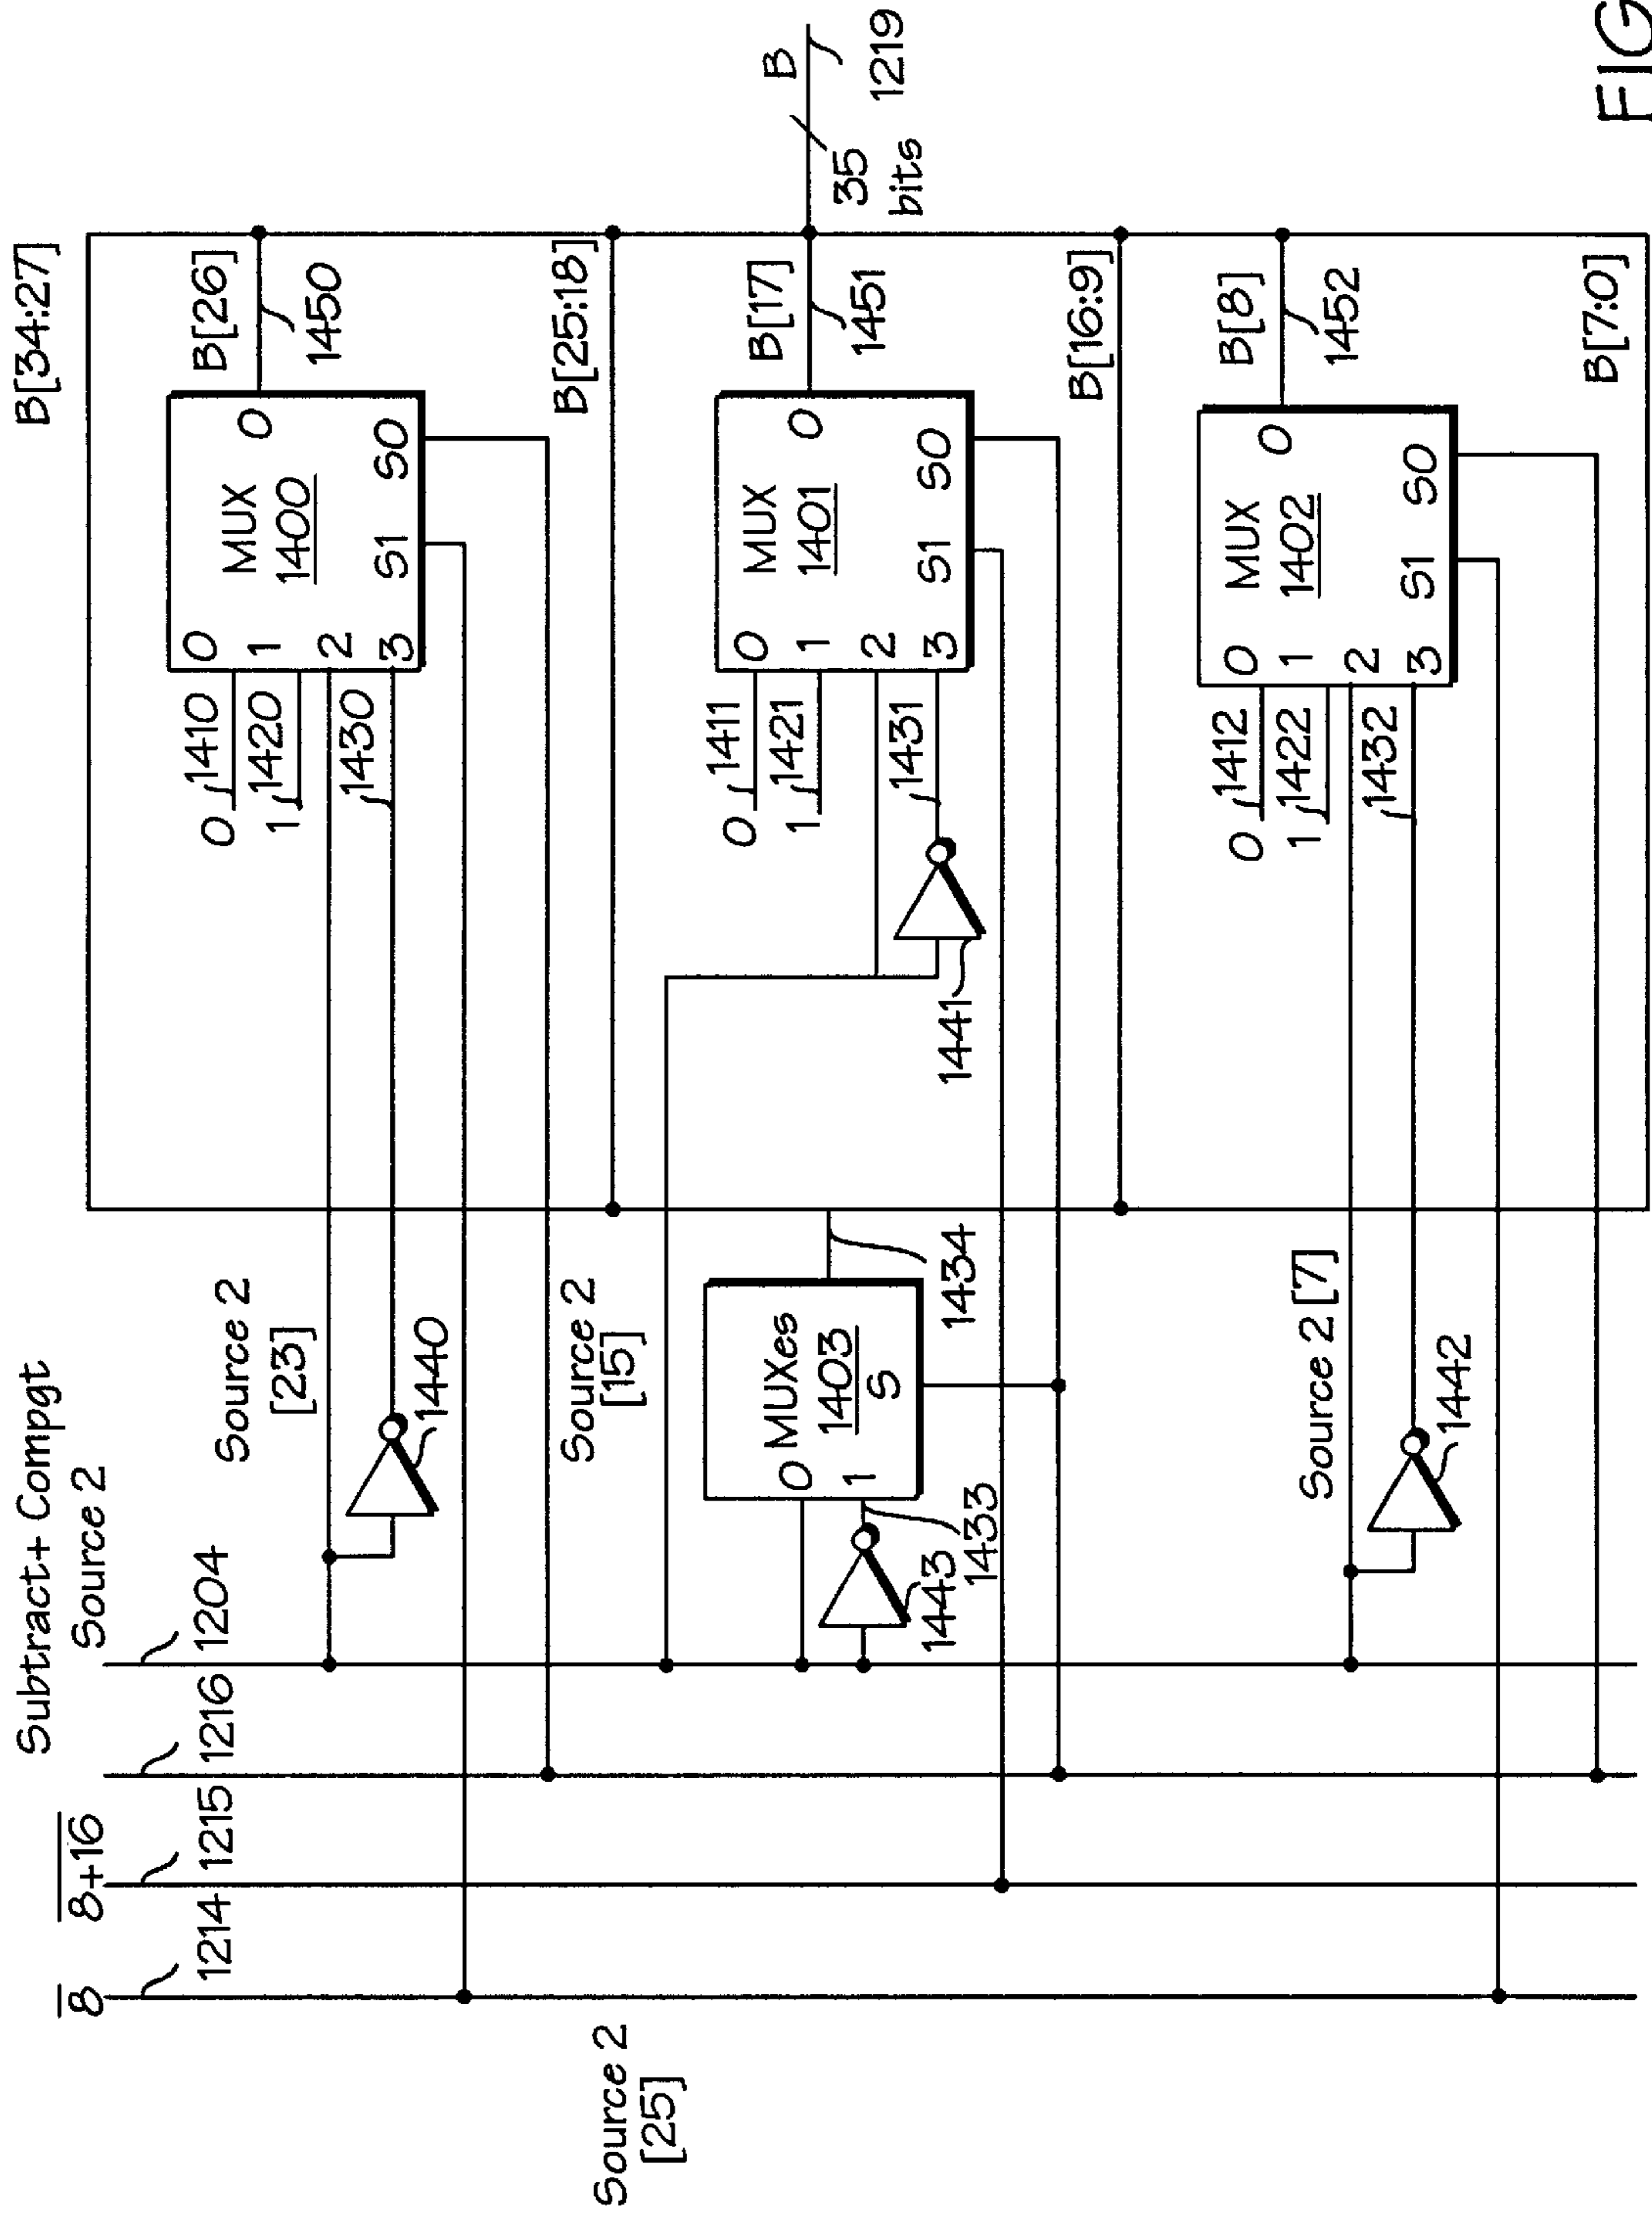 Subtract+ Compgt
Source 2
8
8+16
1214
1215
1216
1204
B[34:27]
Source 2
[23]
1440
0
1410
1
1420
1430
0
1
2
3
MUX
1400
0
S1
S0
B[26]
1450
Source 2
[25]
Source 2
[15]
B[25:18]
0
1
MUXes
1403
S
1443
1433
1434
1441
0
1411
1
1421
1431
0
1
2
3
MUX
1401
0
S1
S0
B[17]
1451
B
35
bits
1219
B[16:9]
Source 2 [7]
1442
0
1412
1
1422
1432
0
1
2
3
MUX
1402
0
S1
S0
B[8]
1452
B[7:0]
FIG